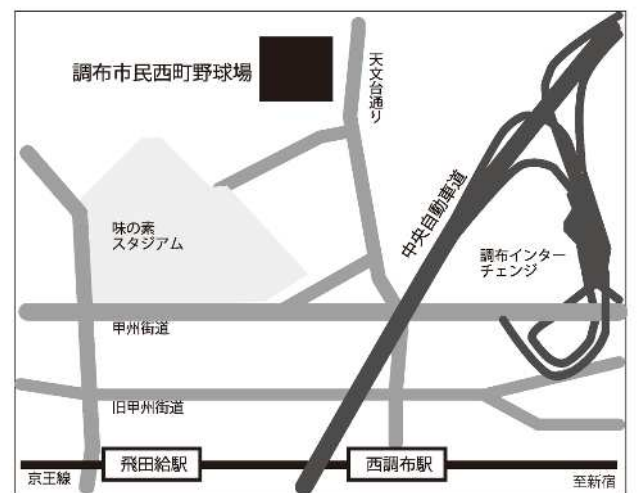 調布市民西町野球場
天文台通り
中央自動車道
味の素
スタジアム
調布インター
チェンジ
甲州街道
旧甲州街道
飛田給駅
西調布駅
京王線
至新宿